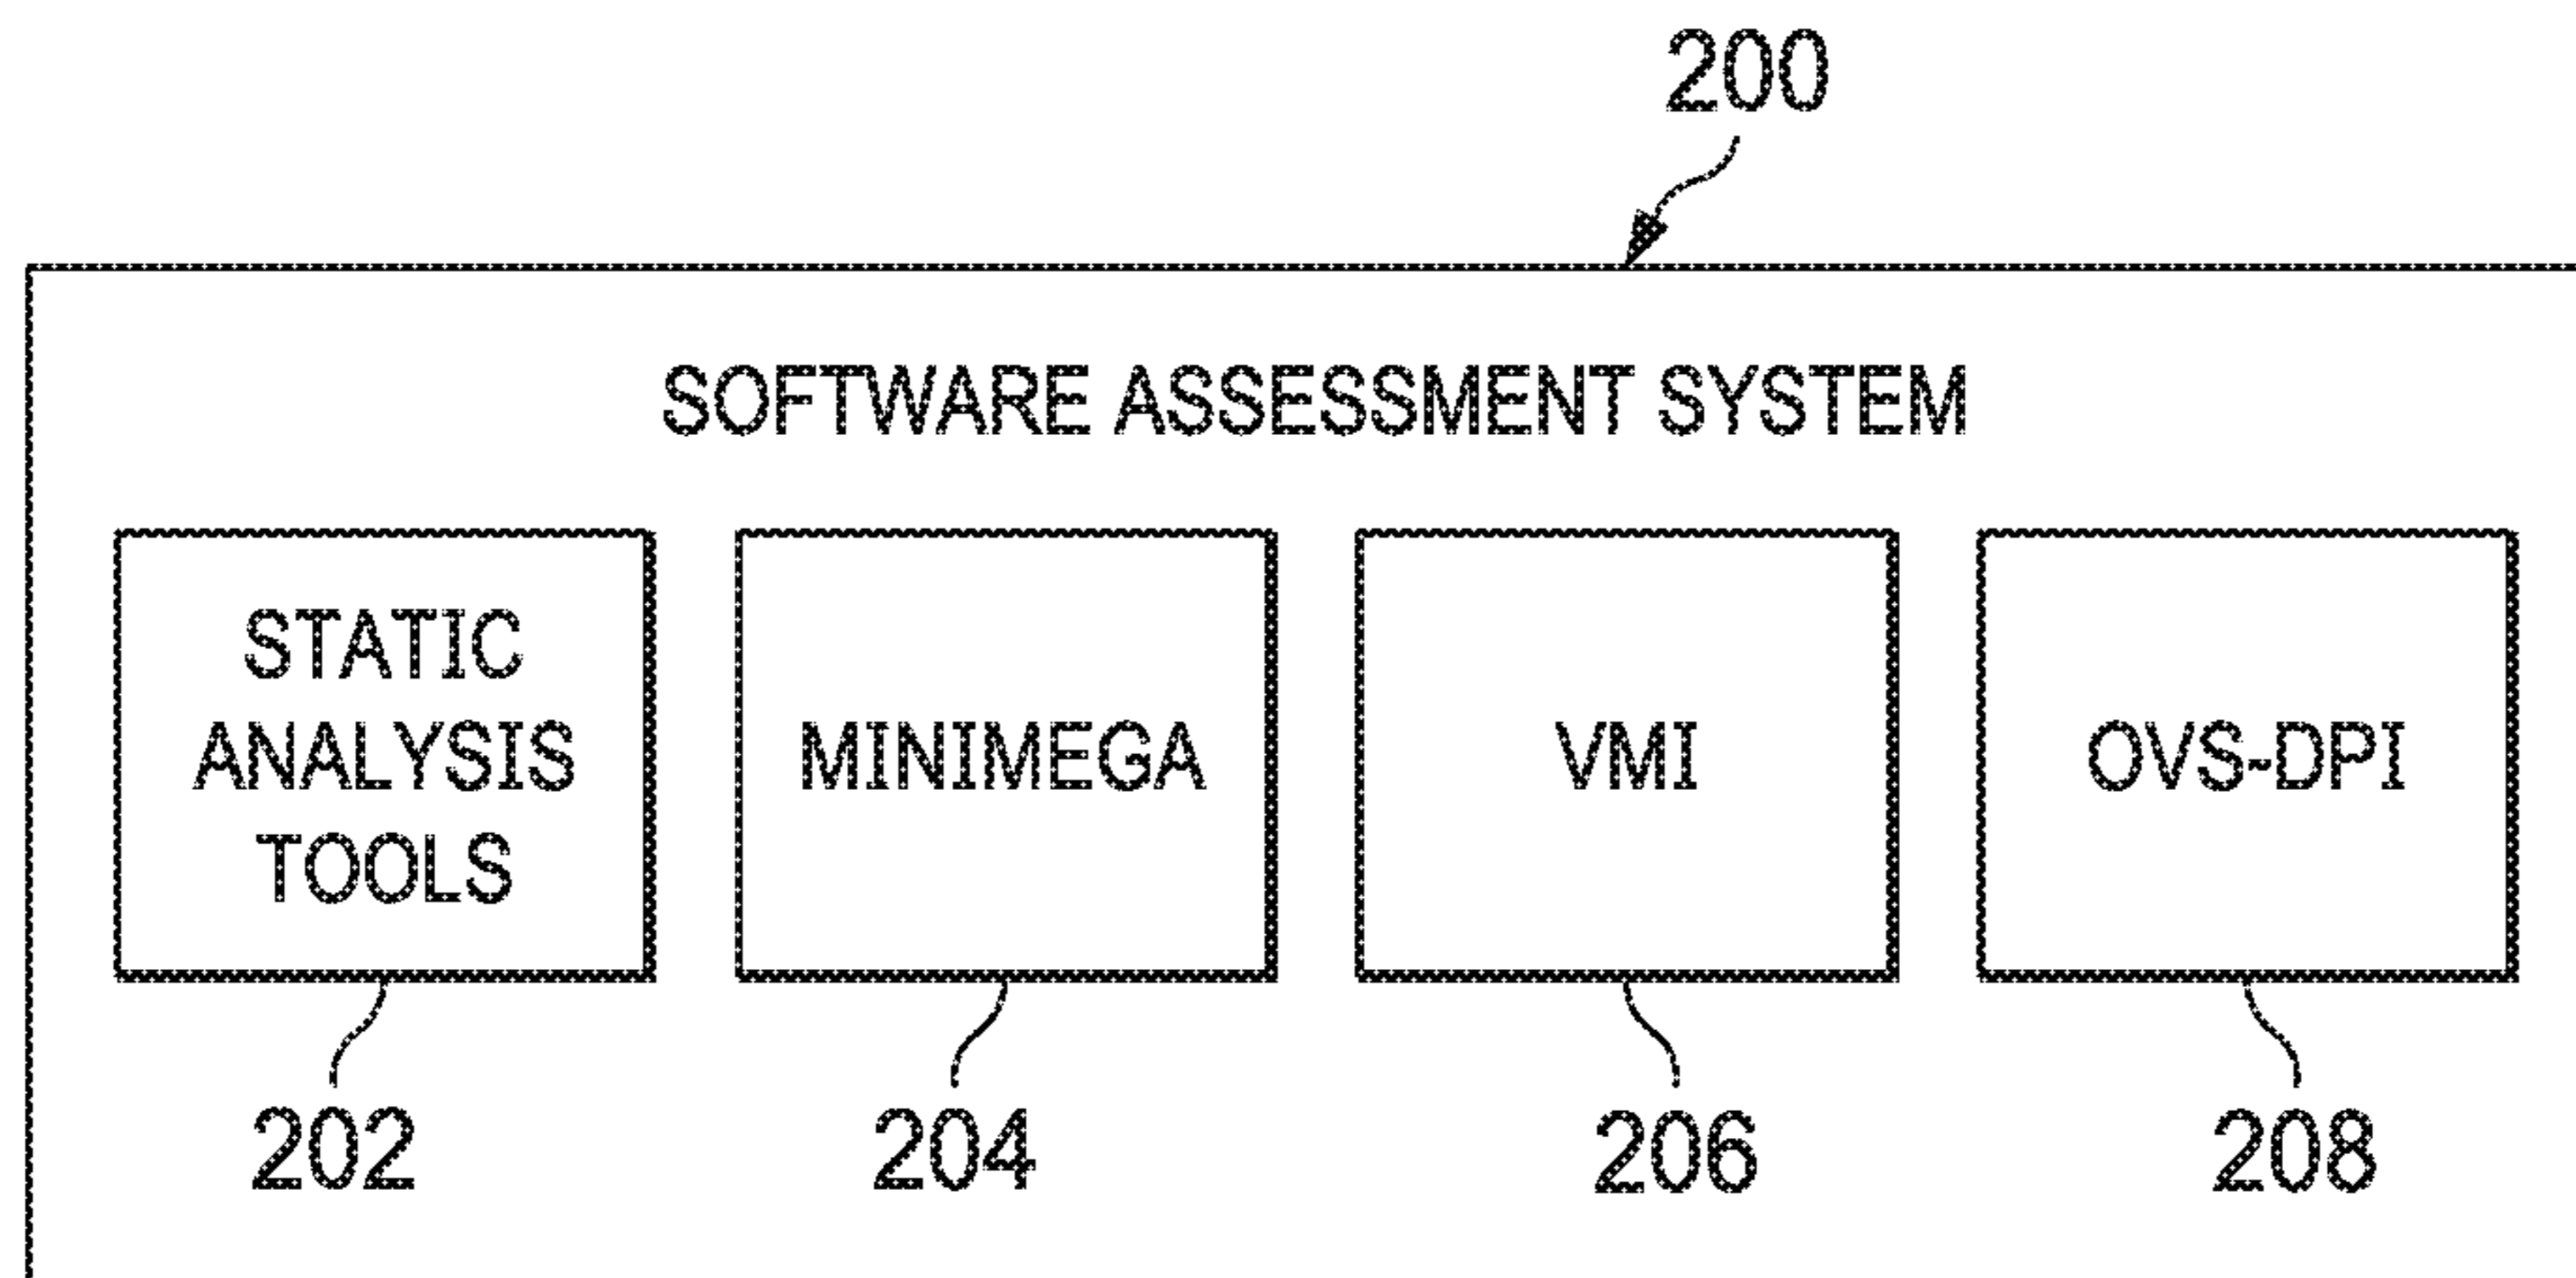 200
SOFTWARE ASSESSMENT SYSTEM
STATIC
ANALYSIS
TOOLS
MINIMEGA
VMI
OVS-DPI
202
204
206
208